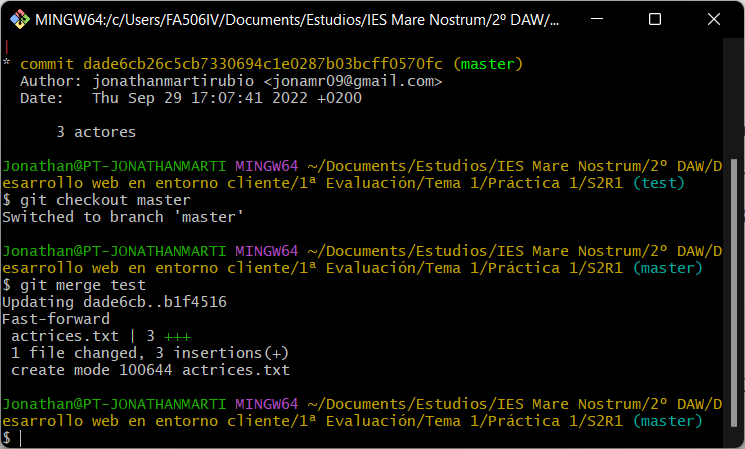 MINGW64:/c/Users/FA506IV/Documents/Estudios/IES Mare Nostrum/2º DAW/...
|
* commit dade6cb26c5cb7330694c1e0287b03bcff0570fc (master)
  Author: jonathanmartirubio <jonamr09@gmail.com>
  Date:   Thu Sep 29 17:07:41 2022 +0200
      3 actores
Jonathan@PT-JONATHANMARTI MINGW64 ~/Documents/Estudios/IES Mare Nostrum/2º DAW/D
esarrollo web en entorno cliente/1ª Evaluación/Tema 1/Práctica 1/S2R1 (test)
$ git checkout master
Switched to branch 'master'
Jonathan@PT-JONATHANMARTI MINGW64 ~/Documents/Estudios/IES Mare Nostrum/2º DAW/D
esarrollo web en entorno cliente/1ª Evaluación/Tema 1/Práctica 1/S2R1 (master)
$ git merge test
Updating dade6cb..b1f4516
Fast-forward
 actrices.txt | 3 +++
 1 file changed, 3 insertions(+)
 create mode 100644 actrices.txt
Jonathan@PT-JONATHANMARTI MINGW64 ~/Documents/Estudios/IES Mare Nostrum/2º DAW/D
esarrollo web en entorno cliente/1ª Evaluación/Tema 1/Práctica 1/S2R1 (master)
$